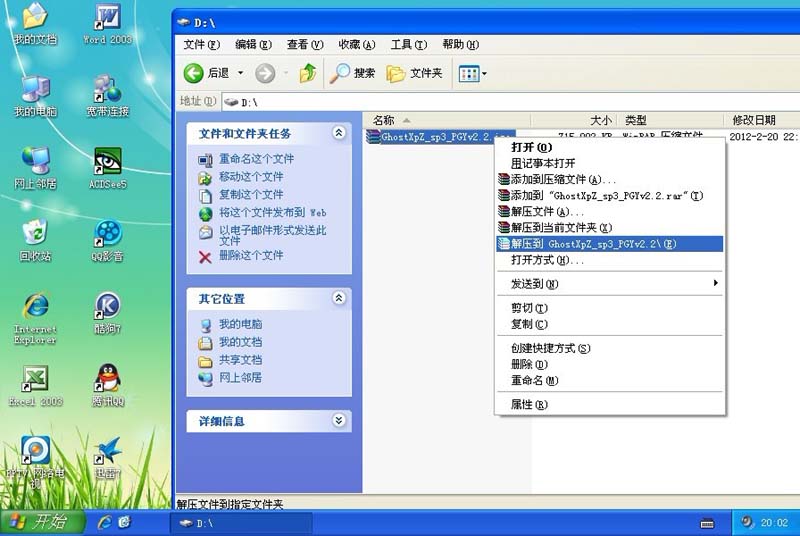 我的文档
Word 2003
我的电脑
宽带连接
网上邻居
ACDSee5
回收站
QQ影音
Internet Explorer
酷狗7
Excel 2003
腾讯QQ
PPTV 网络电视
迅雷7
D:\
文件(F) 编辑(E) 查看(V) 收藏(A) 工具(T) 帮助(H)
后退 搜索 文件夹
地址(D) D:\
文件和文件夹任务
重命名这个文件
移动这个文件
复制这个文件
将这个文件发布到 Web
以电子邮件形式发送此
文件
删除这个文件
其它位置
我的电脑
我的文档
共享文档
网上邻居
详细信息
名称 大小 类型 修改日期
GhostXpZ_sp3_PGYv2.2. WinRAR 压缩文件 2012-2-20 22:
打开(O)
用记事本打开
添加到压缩文件(A)...
添加到 "GhostXpZ_sp3_PGYv2.2.rar"(T)
解压文件(A)...
解压到当前文件夹(X)
解压到 GhostXpZ_sp3_PGYv2.2\(E)
打开方式(H)...
发送到(N)
剪切(T)
复制(C)
创建快捷方式(S)
删除(D)
重命名(M)
属性(R)
解压文件到指定文件夹
开始 D:\ 20:02